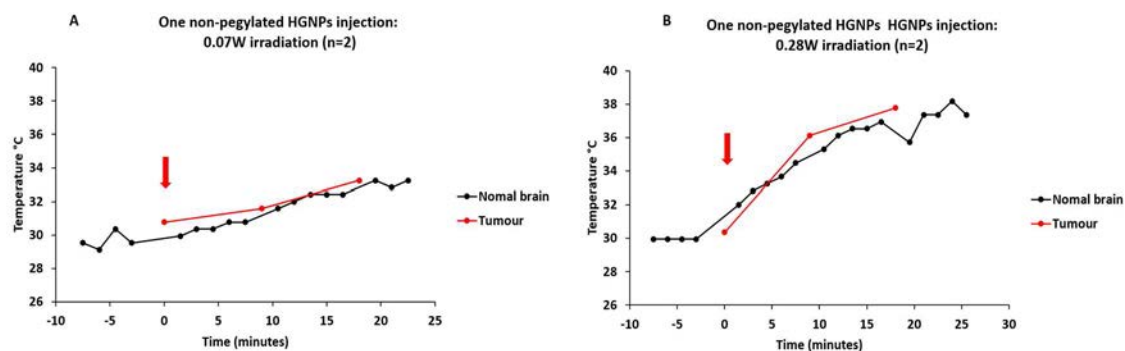 A
One non-pegylated HGNPs injection:
0.07W irradiation (n=2)
40
38
36
34
32
30
28
26
Temperature °C
-10
-5
0
5
10
15
20
25
Time (minutes)
Nomal brain
Tumour
B
One non-pegylated HGNPs HGNPs injection:
0.28W irradiation (n=2)
40
38
36
34
32
30
28
26
Temperature °C
-10
-5
0
5
10
15
20
25
30
Time (minutes)
Nomal brain
Tumour